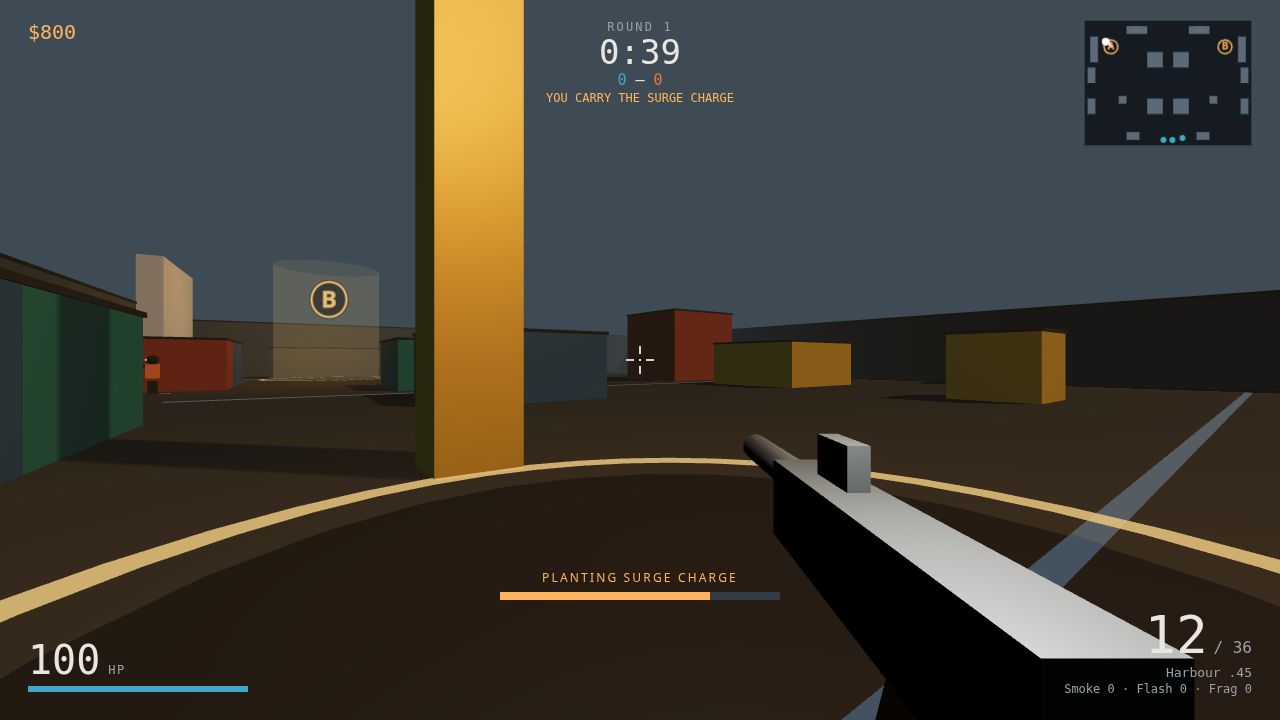 $800
ROUND 1
0:39
0 — 0
YOU CARRY THE SURGE CHARGE
A
B
B
PLANTING SURGE CHARGE
100 HP
12 / 36
Harbour .45
Smoke 0 · Flash 0 · Frag 0